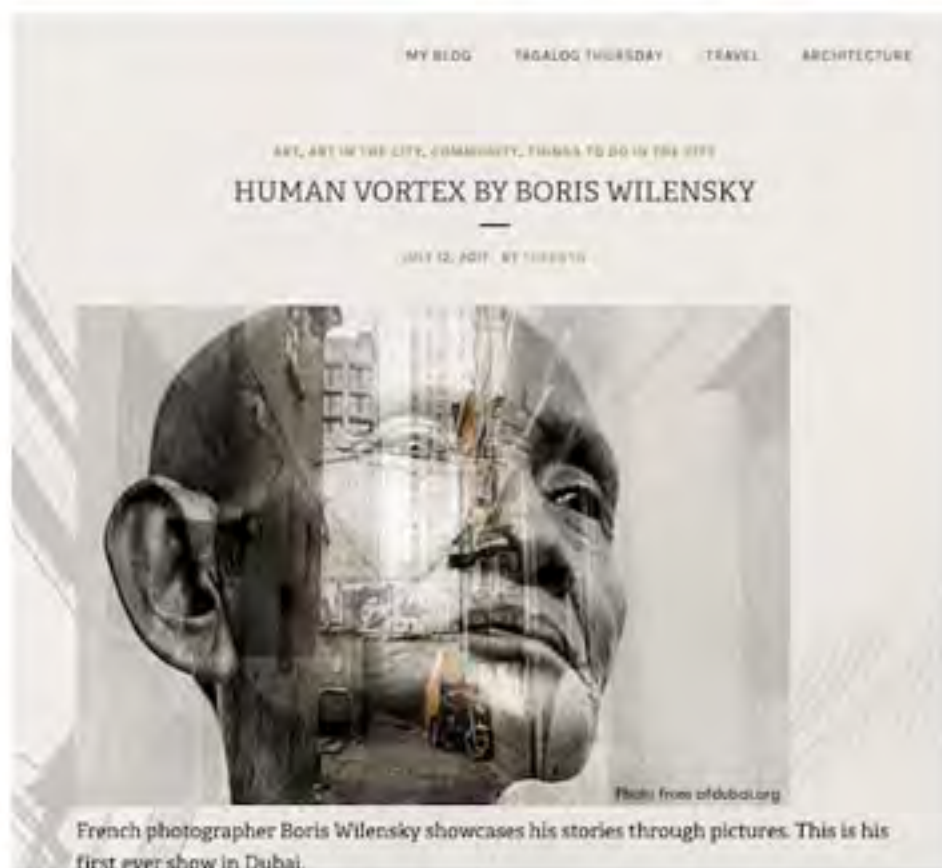 MY BLOG TAGALOG THURSDAY TRAVEL ARCHITECTURE
ART, ART IN THE CITY, COMMUNITY, THINGS TO DO IN THE CITY
HUMAN VORTEX BY BORIS WILENSKY
JULY 12, 2017 BY
Photo from afdubai.org
French photographer Boris Wilensky showcases his stories through pictures. This is his
first ever show in Dubai.